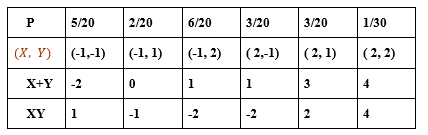 P 5/20 2/20 6/20 3/20 3/20 1/30
(X, Y) (-1,-1) (-1, 1) (-1, 2) ( 2,-1) ( 2, 1) ( 2, 2)
X+Y -2 0 1 1 3 4
XY 1 -1 -2 -2 2 4